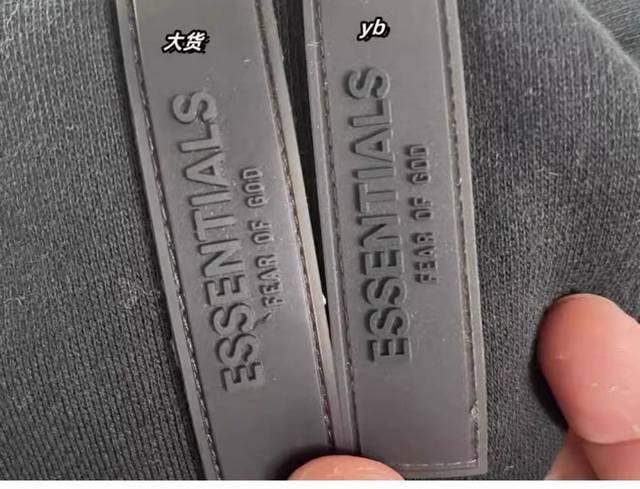 大货
yb
ESSENTIALS
FEAR OF GOD
ESSENTIALS
FEAR OF GOD